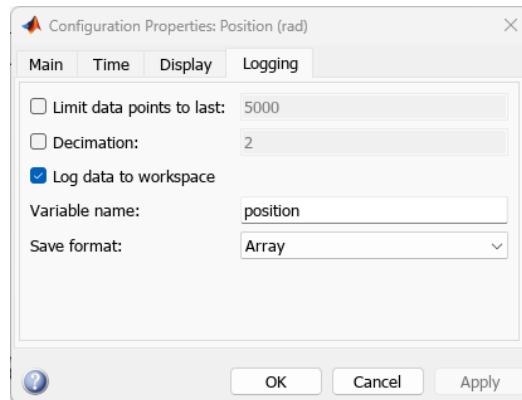 Configuration Properties: Position (rad)
Main Time Display Logging
Limit data points to last: 5000
Decimation: 2
Log data to workspace
Variable name: position
Save format: Array
? OK Cancel Apply